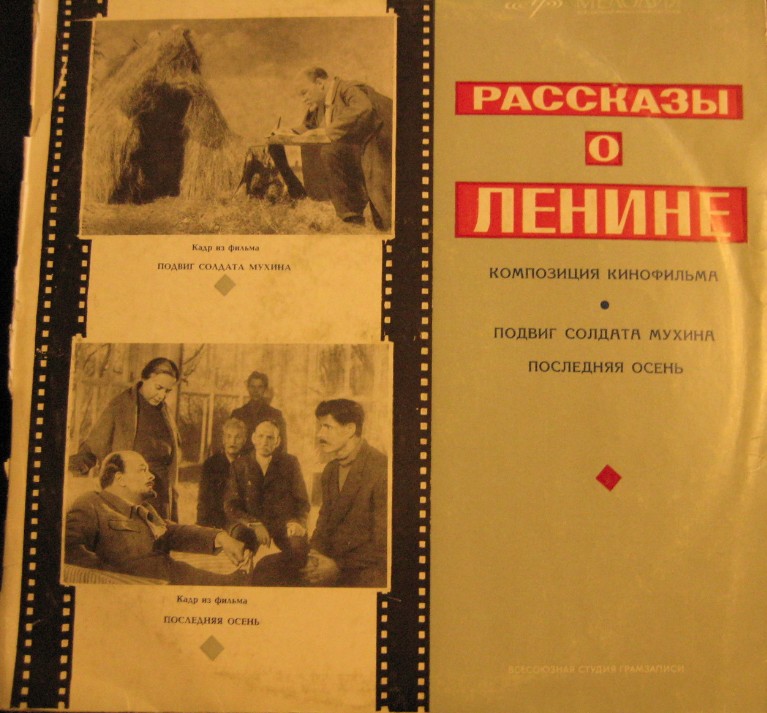 Кадр из фильма
ПОДВИГ СОЛДАТА МУХИНА
Кадр из фильма
ПОСЛЕДНЯЯ ОСЕНЬ
МЕЛОДИЯ
РАССКАЗЫ
О
ЛЕНИНЕ
КОМПОЗИЦИЯ КИНОФИЛЬМА
ПОДВИГ СОЛДАТА МУХИНА
ПОСЛЕДНЯЯ ОСЕНЬ
ВСЕСОЮЗНАЯ СТУДИЯ ГРАМЗАПИСИ